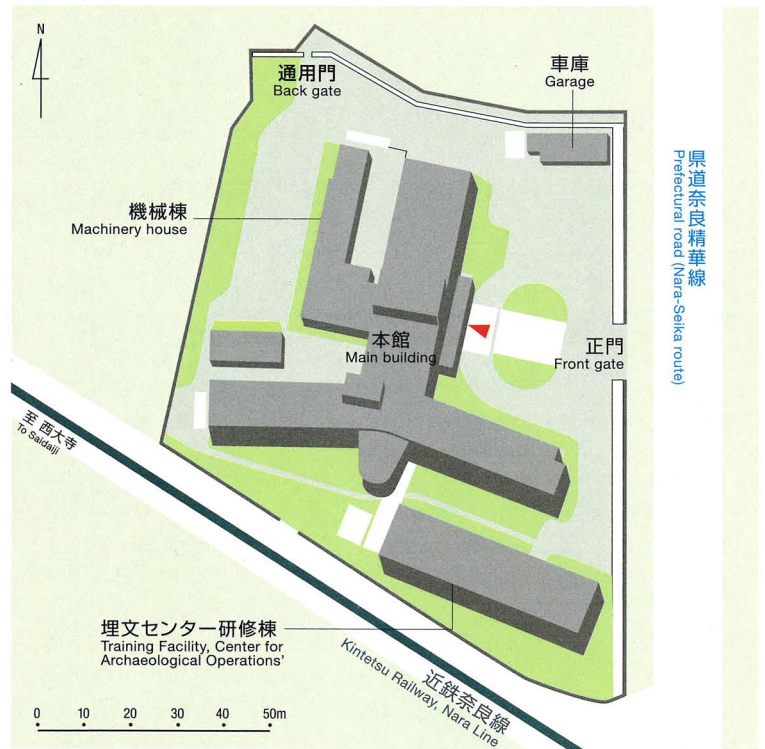 N
通用門
Back gate
車庫
Garage
県道奈良精華線
Prefectural road (Nara-Seika route)
機械棟
Machinery house
本館
Main building
正門
Front gate
至 西大寺
To Saidaiji
埋文センター研修棟
Training Facility, Center for
Archaeological Operations'
近鉄奈良線
Kintetsu Railway, Nara Line
0 10 20 30 40 50m